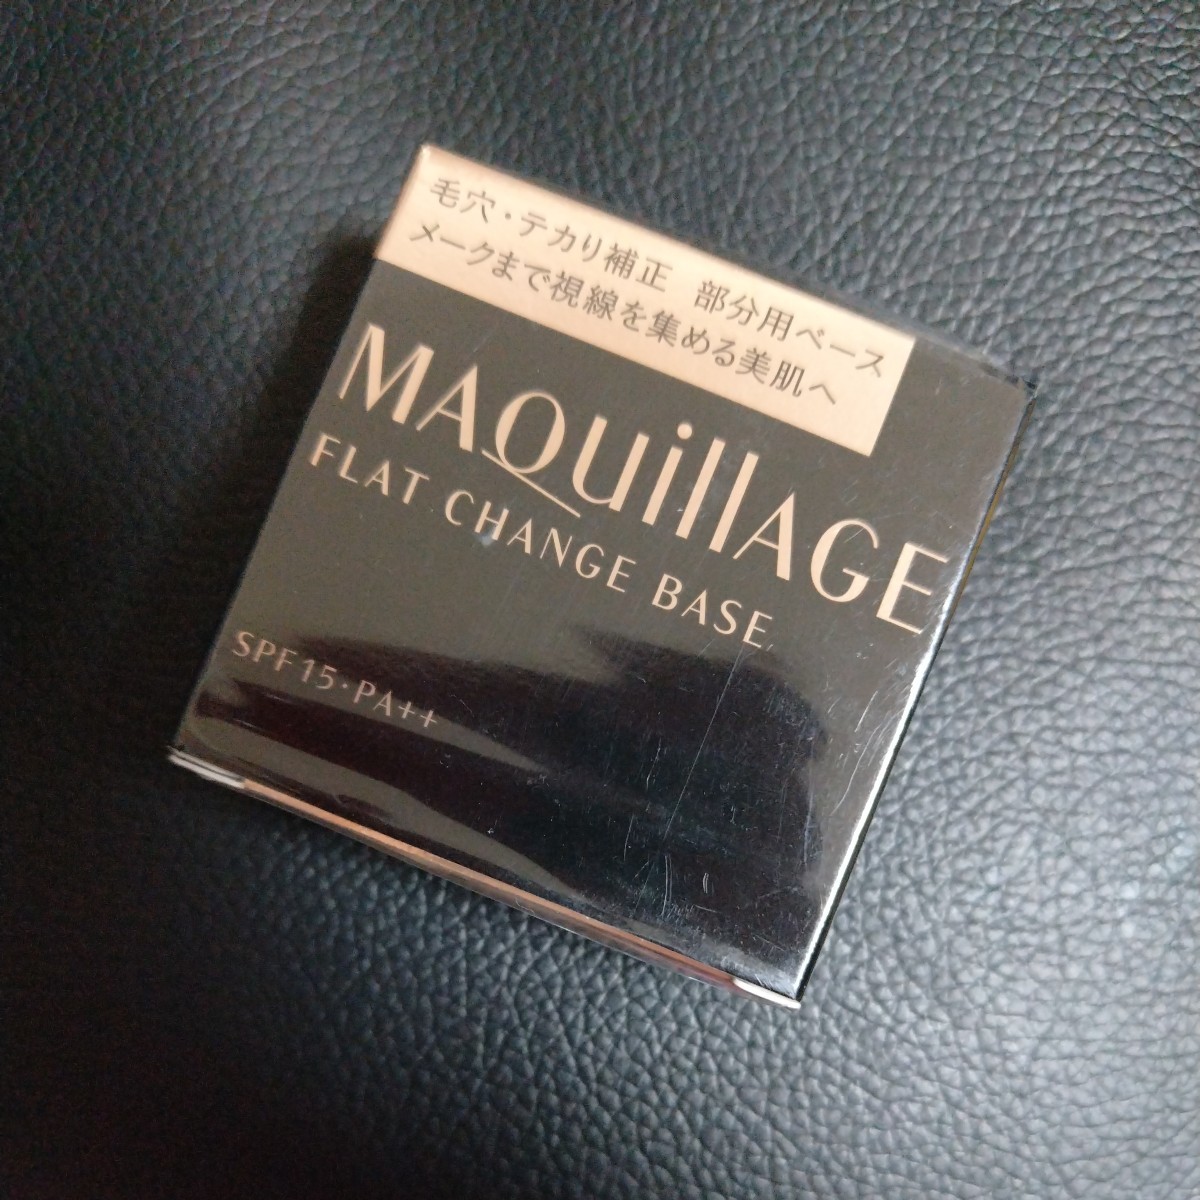 毛穴・テカり補正 部分用ベース
メークまで視線を集める美肌へ
MAQuillAGE
FLAT CHANGE BASE
SPF15・PA++